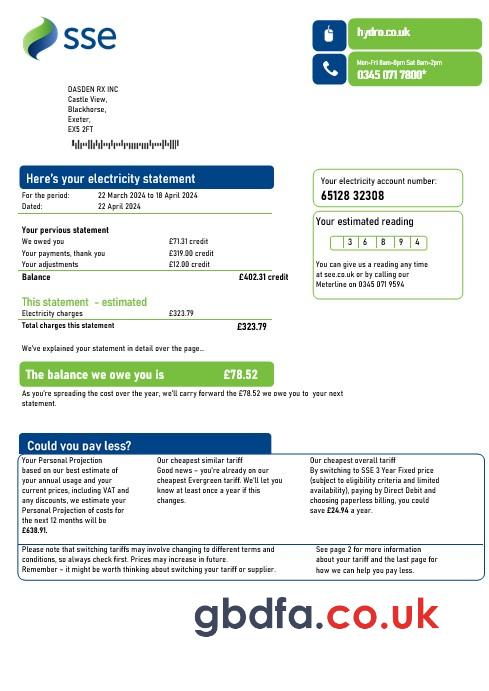 sse
hydro.co.uk
Mon-Fri 8am-8pm Sat 8am-2pm
0345 071 7800*
DASDEN RX INC
Castle View,
Blackhorse,
Exeter,
EX5 2FT
Here's your electricity statement
For the period: 22 March 2024 to 18 April 2024
Dated: 22 April 2024
Your electricity account number:
65128 32308
Your estimated reading
3 6 8 9 4
You can give us a reading any time
at see.co.uk or by calling our
Meterline on 0345 071 9594
Your pervious statement
We owed you £71.31 credit
Your payments, thank you £319.00 credit
Your adjustments £12.00 credit
Balance £402.31 credit
This statement - estimated
Electricity charges £323.79
Total charges this statement £323.79
We've explained your statement in detail over the page...
The balance we owe you is £78.52
As you're spreading the cost over the year, we'll carry forward the £78.52 we owe you to your next
statement.
Could you pay less?
Your Personal Projection
based on our best estimate of
your annual usage and your
current prices, including VAT and
any discounts, we estimate your
Personal Projection of costs for
the next 12 months will be
£638.91.
Our cheapest similar tariff
Good news – you're already on our
cheapest Evergreen tariff. We'll let you
know at least once a year if this
changes.
Our cheapest overall tariff
By switching to SSE 3 Year Fixed price
(subject to eligibility criteria and limited
availability), paying by Direct Debit and
choosing paperless billing, you could
save £24.94 a year.
Please note that switching tariffs may involve changing to different terms and
conditions, so always check first. Prices may increase in future.
Remember – it might be worth thinking about switching your tariff or supplier.
See page 2 for more information
about your tariff and the last page for
how we can help you pay less.
gbdfa.co.uk